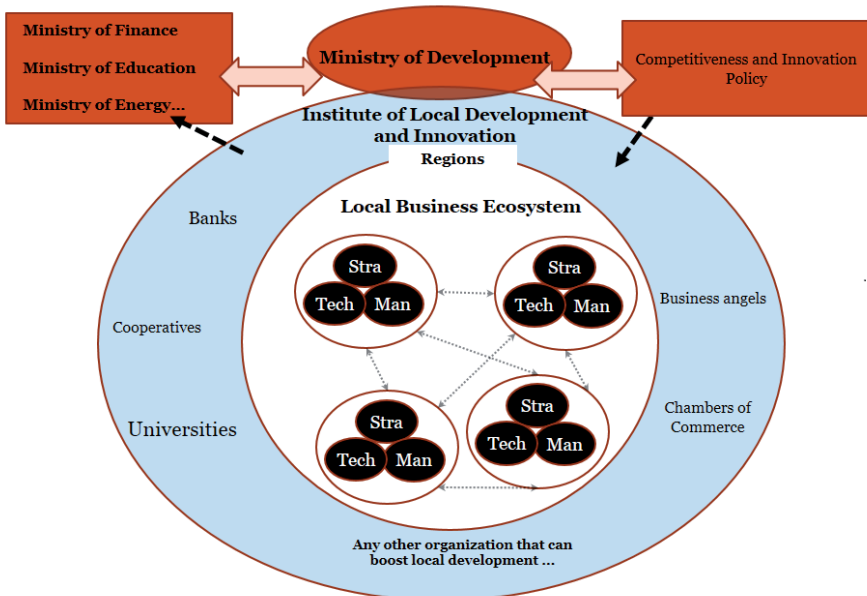 Ministry of Finance
Ministry of Education
Ministry of Energy...
Ministry of Development
Competitiveness and Innovation
Policy
Institute of Local Development
and Innovation
Regions
Local Business Ecosystem
Banks
Cooperatives
Universities
Business angels
Chambers of
Commerce
Stra
Tech Man
Stra
Tech Man
Stra
Tech Man
Stra
Tech Man
Any other organization that can
boost local development ...